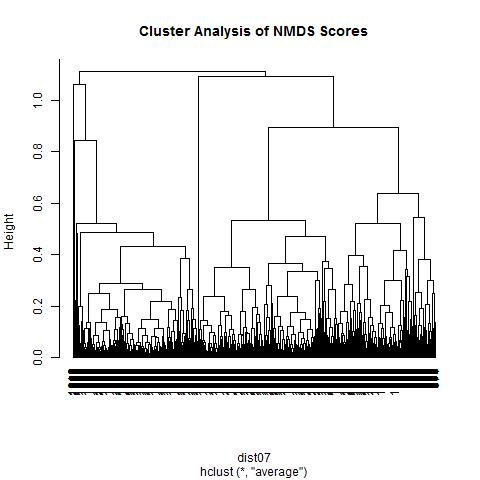 Cluster Analysis of NMDS Scores
1.0
0.8
0.6
0.4
0.2
0.0
Height
dist07
hclust (*, "average")